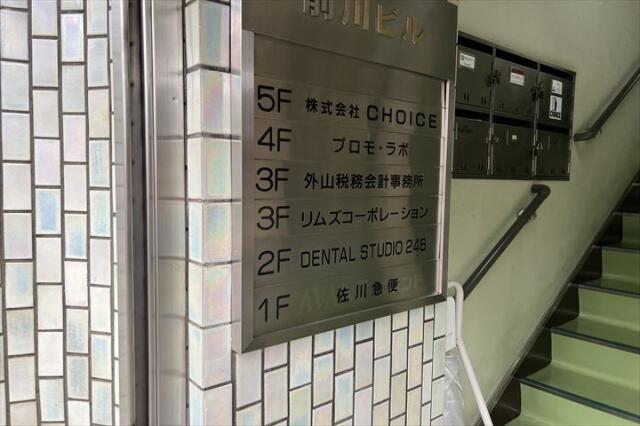 前川ビル
5F 株式会社 CHOICE
4F プロモ・ラボ
3F 外山税務会計事務所
3F リムズコーポレーション
2F DENTAL STUDIO 246
1F 佐川急便